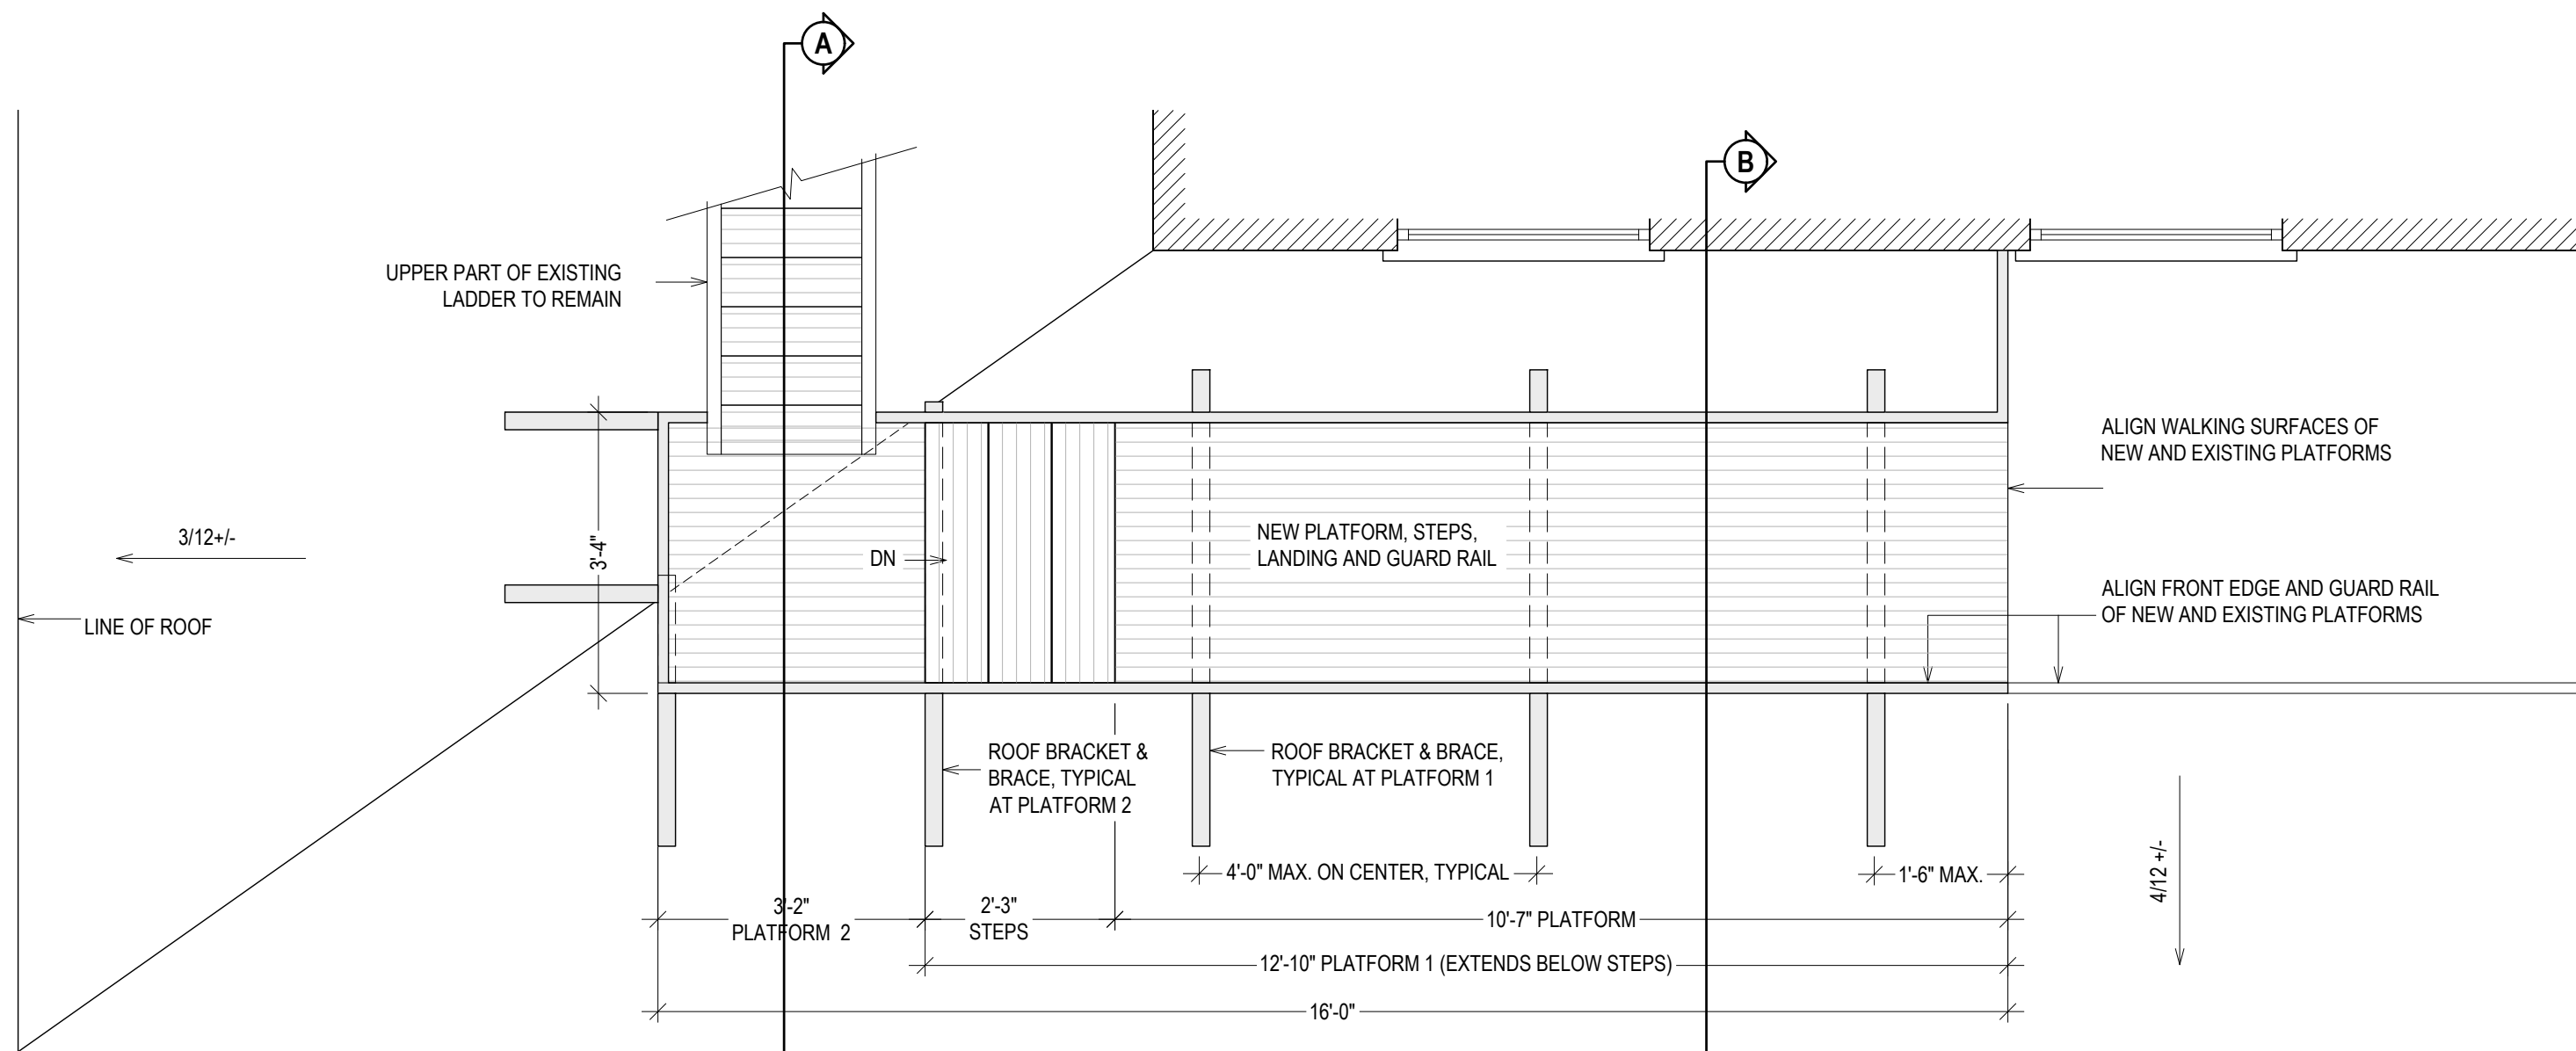 A
B
UPPER PART OF EXISTING
LADDER TO REMAIN
ALIGN WALKING SURFACES OF
NEW AND EXISTING PLATFORMS
3/12+/-
3'-4"
DN
NEW PLATFORM, STEPS,
LANDING AND GUARD RAIL
ALIGN FRONT EDGE AND GUARD RAIL
OF NEW AND EXISTING PLATFORMS
LINE OF ROOF
ROOF BRACKET &
BRACE, TYPICAL
AT PLATFORM 2
ROOF BRACKET & BRACE,
TYPICAL AT PLATFORM 1
4'-0" MAX. ON CENTER, TYPICAL
1'-6" MAX.
4/12 +/-
3'-2"
PLATFORM 2
2'-3"
STEPS
10'-7" PLATFORM
12'-10" PLATFORM 1 (EXTENDS BELOW STEPS)
16'-0"